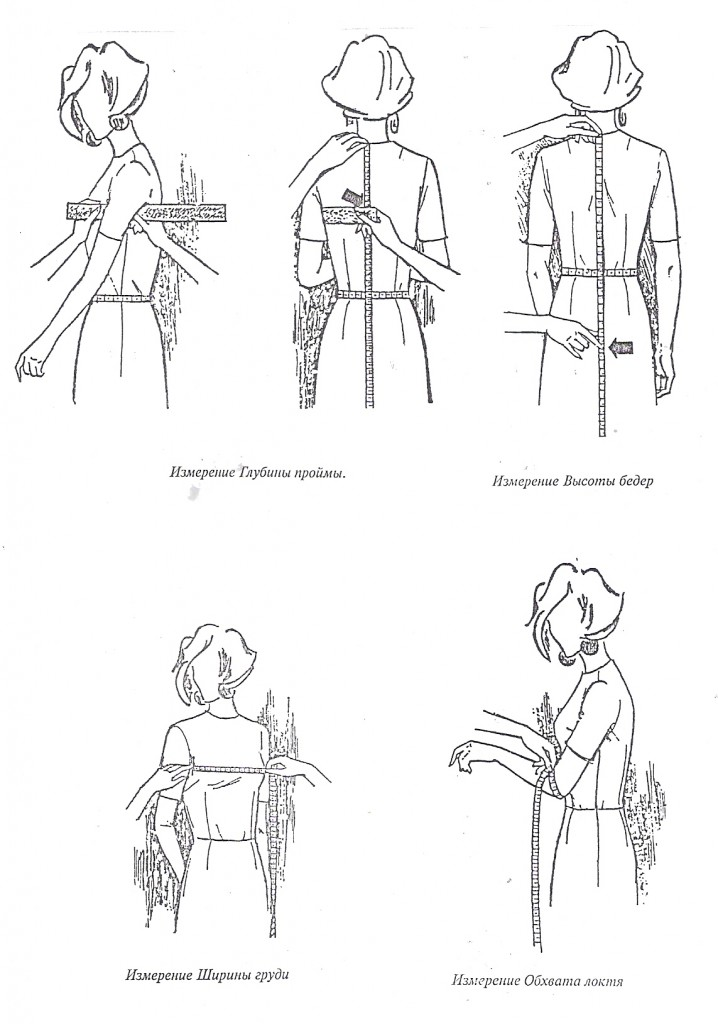 Измерение Глубины проймы.
Измерение Высоты бедер
Измерение Ширины груди
Измерение Обхвата локтя